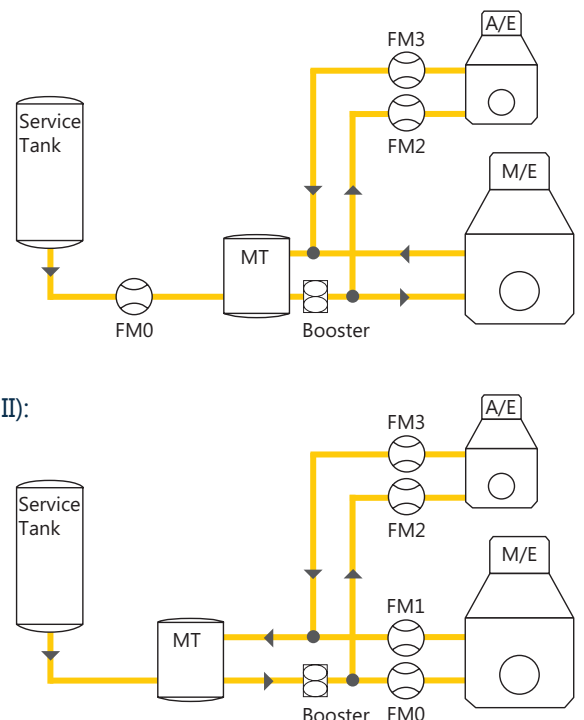 A/E
FM3
Service
Tank
FM2
M/E
MT
FM0
Booster
II):
A/E
FM3
Service
Tank
FM2
M/E
FM1
MT
Booster
FM0